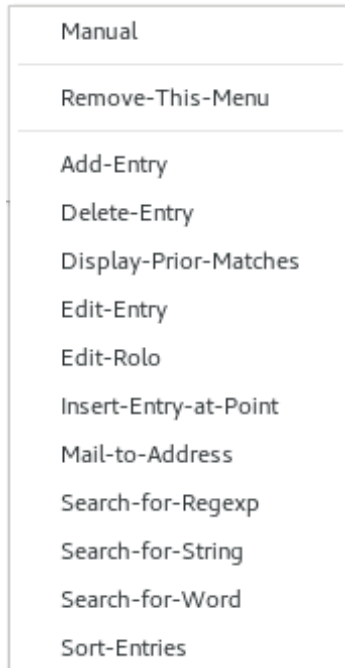 Manual
Remove-This-Menu
Add-Entry
Delete-Entry
Display-Prior-Matches
Edit-Entry
Edit-Rolo
Insert-Entry-at-Point
Mail-to-Address
Search-for-Regexp
Search-for-String
Search-for-Word
Sort-Entries